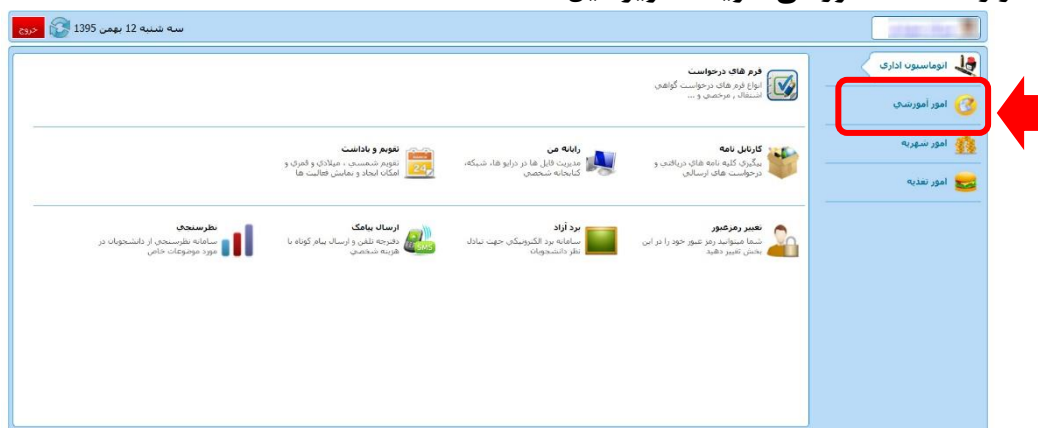 سه شنبه 12 بهمن 1395
خروج
اتوماسیون اداری
امور آموزشی
امور شهریه
امور تغذیه
فرم های درخواست
انواع فرم های درخواست گواهی
اشتغال , مرخصی و ...
کارتابل نامه
پیگیری کلیه نامه های دریافتی و
درخواست های ارسالی
رایانه من
مدیریت فایل ها در درایو ها، شبکه،
کتابخانه شخصی
تقویم و یاداشت
تقویم شمسی ، میلادی و قمری و
امکان ایجاد و نمایش فعالیت ها
تغییر رمزعبور
شما میتوانید رمز عبور خود را در این
بخش تغییر دهید
برد آزاد
سامانه برد الکترونیکی جهت تبادل
نظر دانشجویان
ارسال پیامک
دفترچه تلفن و ارسال پیام کوتاه با
هزینه شخصی
SMS
نظرسنجی
سامانه نظرسنجی از دانشجویان در
مورد موضوعات خاص